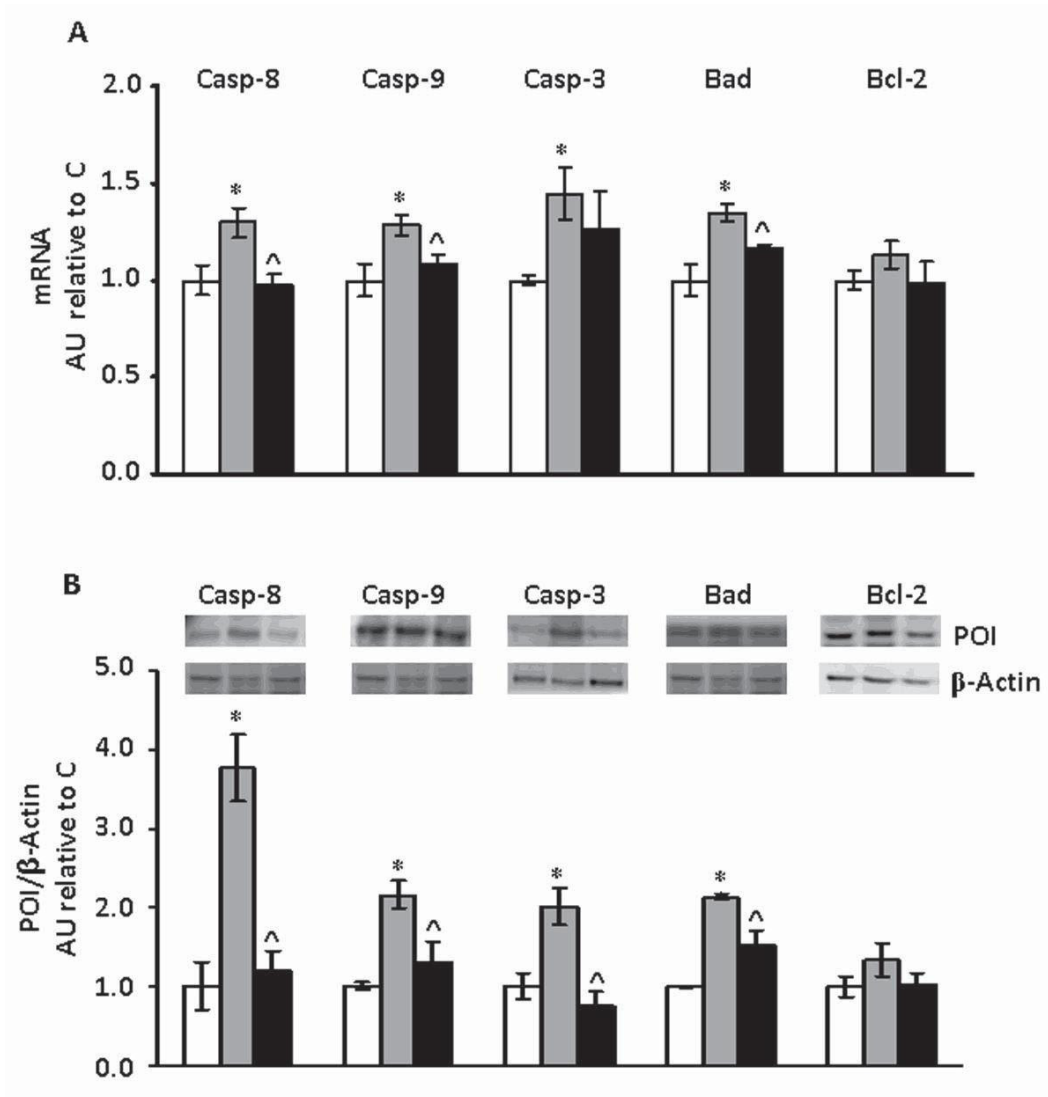 A
Casp-8 Casp-9 Casp-3 Bad Bcl-2
mRNA
AU relative to C
2.0
1.5
1.0
0.5
0.0
* ^ * ^ * * ^
B
Casp-8 Casp-9 Casp-3 Bad Bcl-2
POI
β-Actin
POI/β-Actin
AU relative to C
5.0
4.0
3.0
2.0
1.0
0.0
* ^ * ^ * ^ * ^